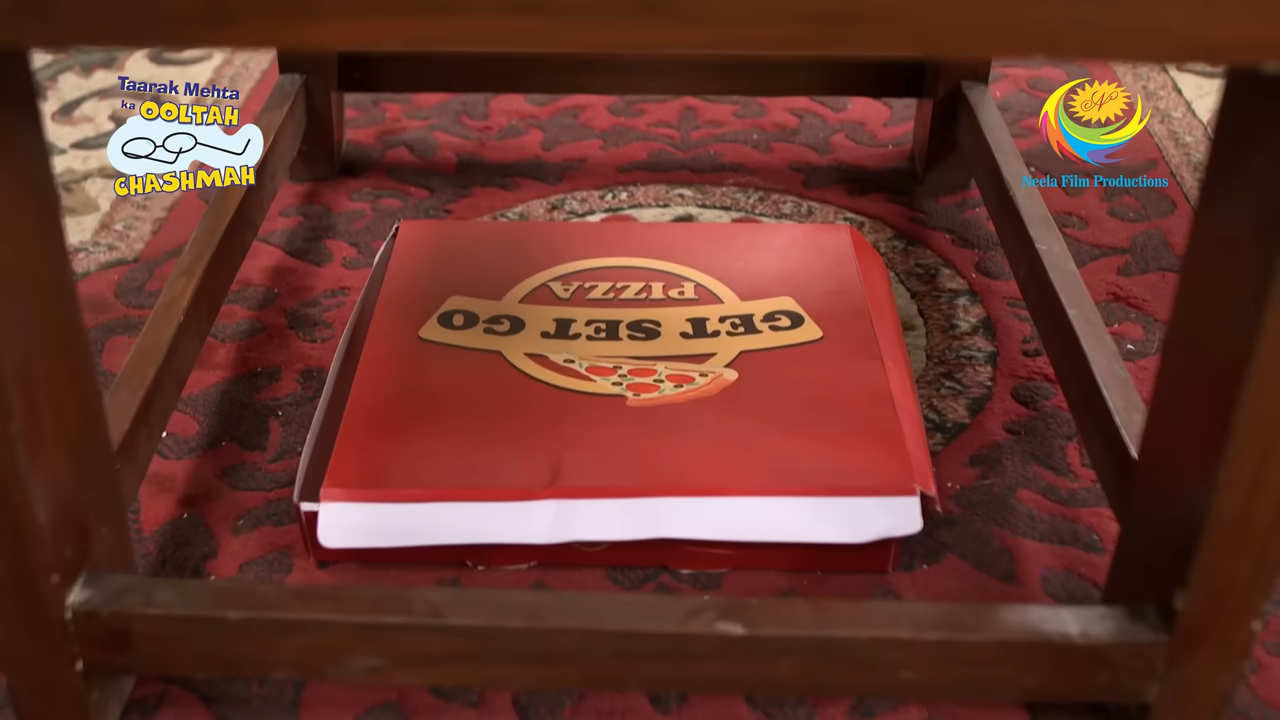 Taarak Mehta
ka OOLTAH
CHASHMAH
Neela Film Productions
GET SET GO
PIZZA